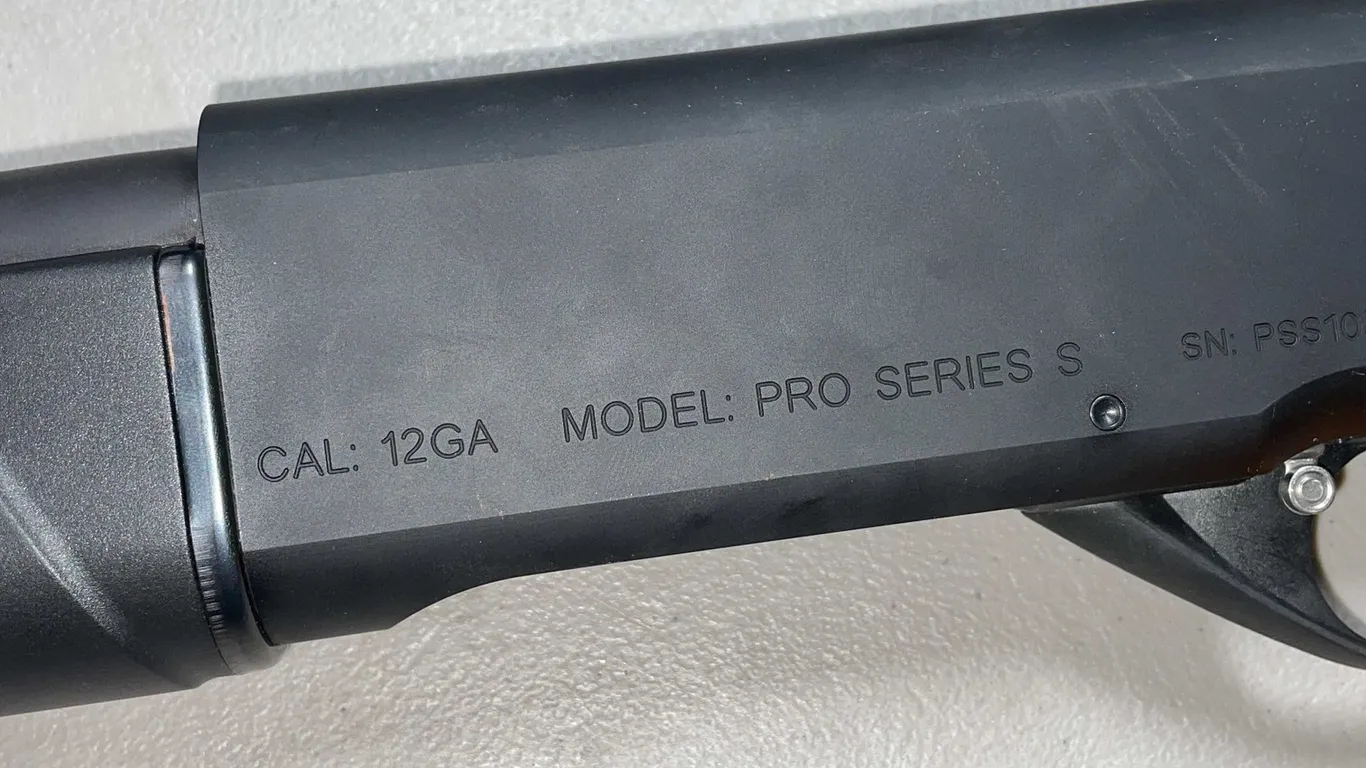 CAL: 12GA MODEL: PRO SERIES S SN: PSS10